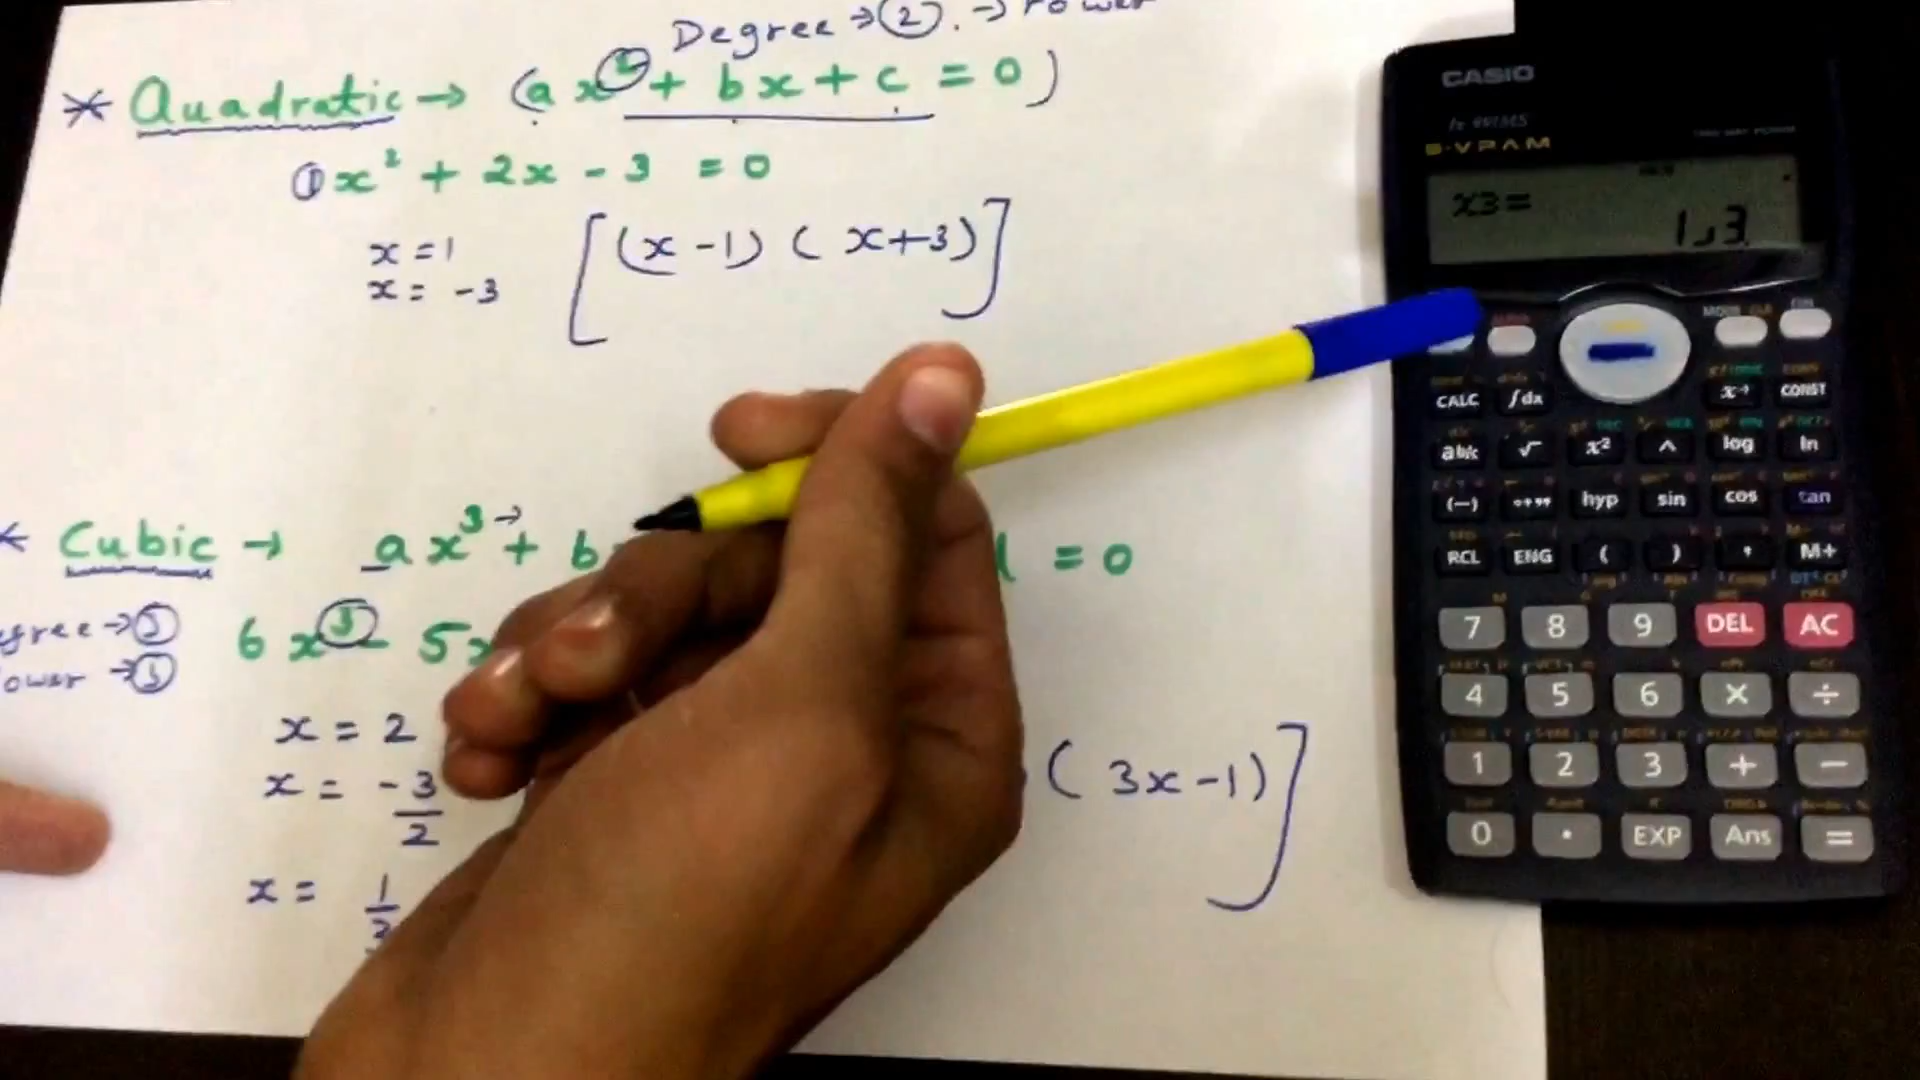 Degree → 2. → Power
* Quadratic → (ax² + bx + c = 0)
1x² + 2x - 3 = 0
x = 1
x = -3
[(x - 1) (x + 3)]
Cubic → ax³ → + b = 0
6x³ - 5x
x = 2
x = -3/2
x = 1/3
(3x - 1)]
CASIO
S-V.P.A.M.
x3=
1⌟3.
CALC ∫dx x⁻¹ CONST
ab/c √ x² ^ log ln
(−) °'" hyp sin cos tan
RCL ENG ( ) , M+
7 8 9 DEL AC
4 5 6 × ÷
1 2 3 + −
0 · EXP Ans =